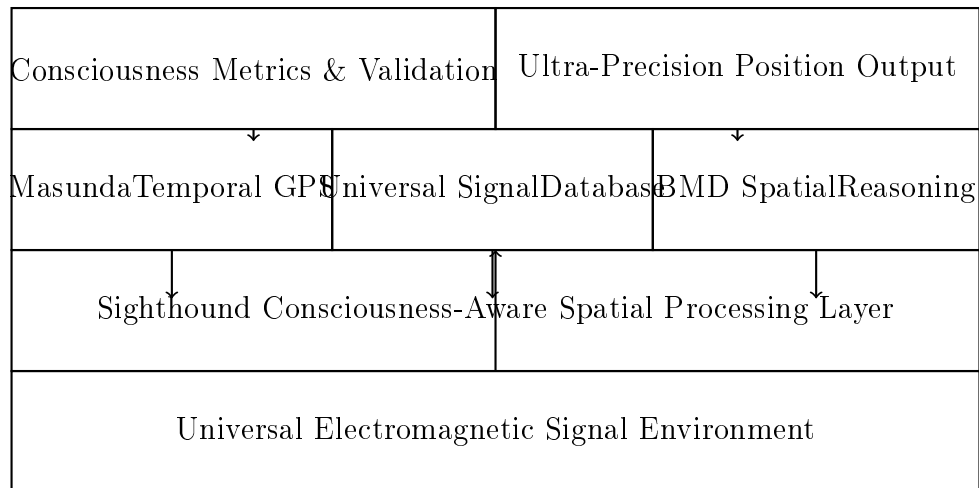 Consciousness Metrics & Validation
Ultra-Precision Position Output
MasundaTemporal GPS
Universal SignalDatabase
BMD SpatialReasoning
Sighthound Consciousness-Aware Spatial Processing Layer
Universal Electromagnetic Signal Environment